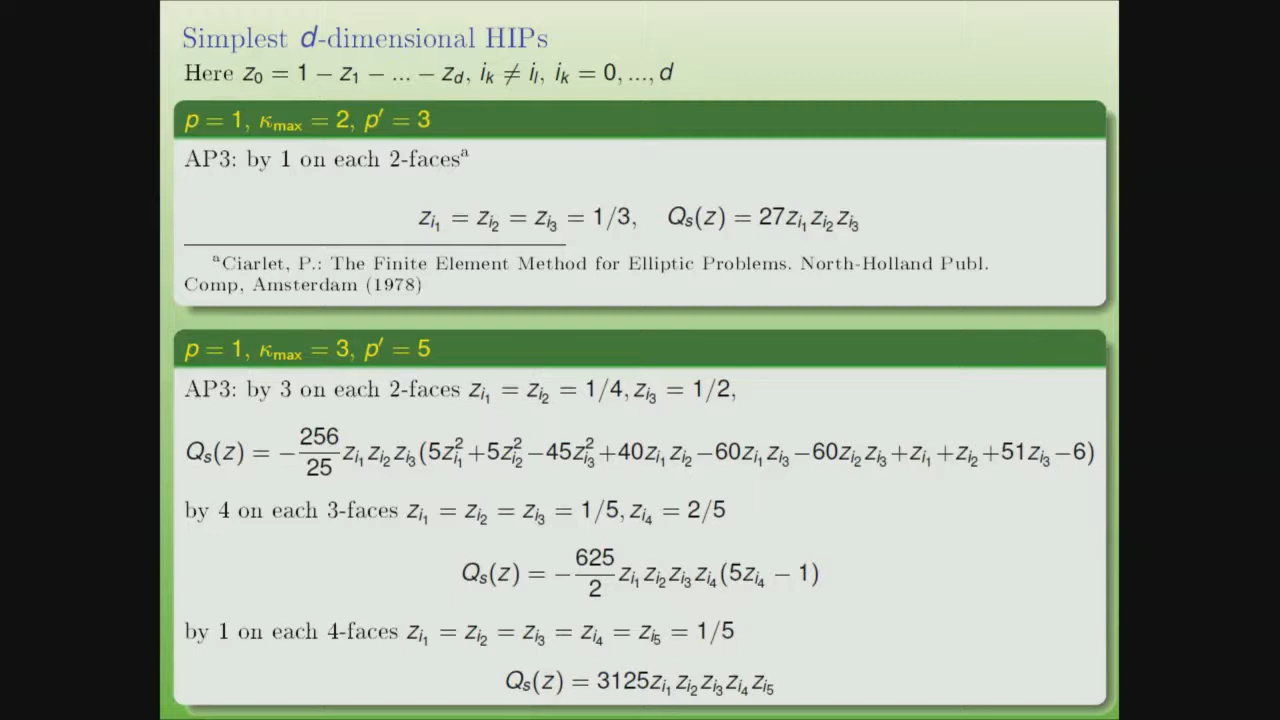 Simplest d-dimensional HIPs
Here z₀ = 1 − z₁ − ... − z_d, i_k ≠ i_l, i_k = 0, ..., d
p = 1, κ_max = 2, p′ = 3
AP3: by 1 on each 2-faces^a
z_{i₁} = z_{i₂} = z_{i₃} = 1/3, Q_s(z) = 27z_{i₁}z_{i₂}z_{i₃}
^aCiarlet, P.: The Finite Element Method for Elliptic Problems. North-Holland Publ.
Comp, Amsterdam (1978)
p = 1, κ_max = 3, p′ = 5
AP3: by 3 on each 2-faces z_{i₁} = z_{i₂} = 1/4, z_{i₃} = 1/2,
Q_s(z) = −256/25 z_{i₁}z_{i₂}z_{i₃}(5z²_{i₁}+5z²_{i₂}−45z²_{i₃}+40z_{i₁}z_{i₂}−60z_{i₁}z_{i₃}−60z_{i₂}z_{i₃}+z_{i₁}+z_{i₂}+51z_{i₃}−6)
by 4 on each 3-faces z_{i₁} = z_{i₂} = z_{i₃} = 1/5, z_{i₄} = 2/5
Q_s(z) = −625/2 z_{i₁}z_{i₂}z_{i₃}z_{i₄}(5z_{i₄} − 1)
by 1 on each 4-faces z_{i₁} = z_{i₂} = z_{i₃} = z_{i₄} = z_{i₅} = 1/5
Q_s(z) = 3125z_{i₁}z_{i₂}z_{i₃}z_{i₄}z_{i₅}